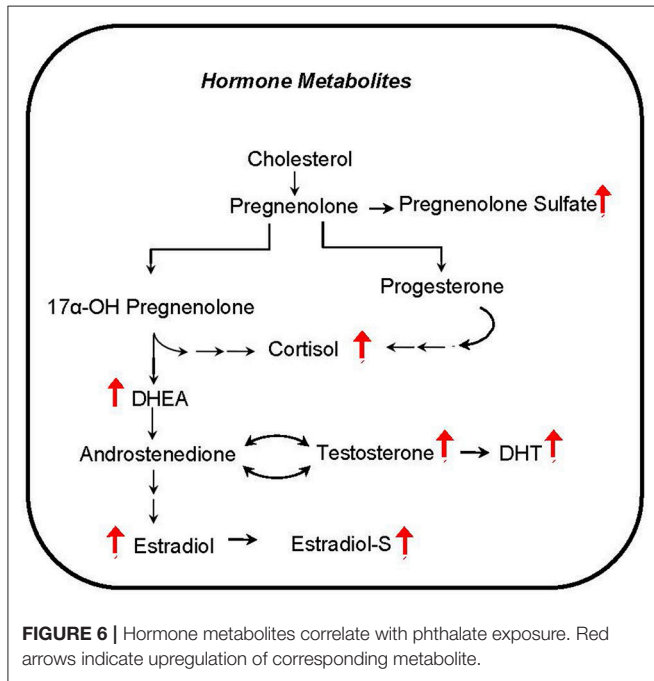 Hormone Metabolites
Cholesterol
Pregnenolone
Pregnenolone Sulfate
Progesterone
17α-OH Pregnenolone
Cortisol
DHEA
Androstenedione
Testosterone
DHT
Estradiol
Estradiol-S
FIGURE 6 | Hormone metabolites correlate with phthalate exposure. Red
arrows indicate upregulation of corresponding metabolite.